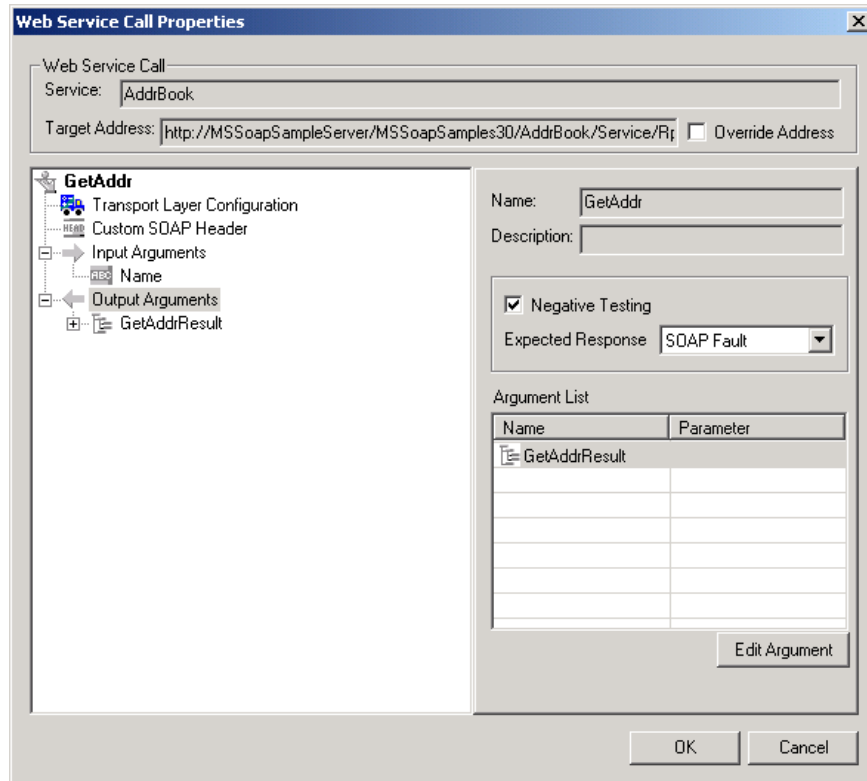 Web Service Call Properties
Web Service Call
Service: AddrBook
Target Address: http://MSSoapSampleServer/MSSoapSamples30/AddrBook/Service/Rp Override Address
GetAddr
Transport Layer Configuration
HEAD Custom SOAP Header
Input Arguments
ABC Name
Output Arguments
GetAddrResult
Name: GetAddr
Description:
Negative Testing
Expected Response SOAP Fault
Argument List
Name Parameter
GetAddrResult
Edit Argument
OK Cancel